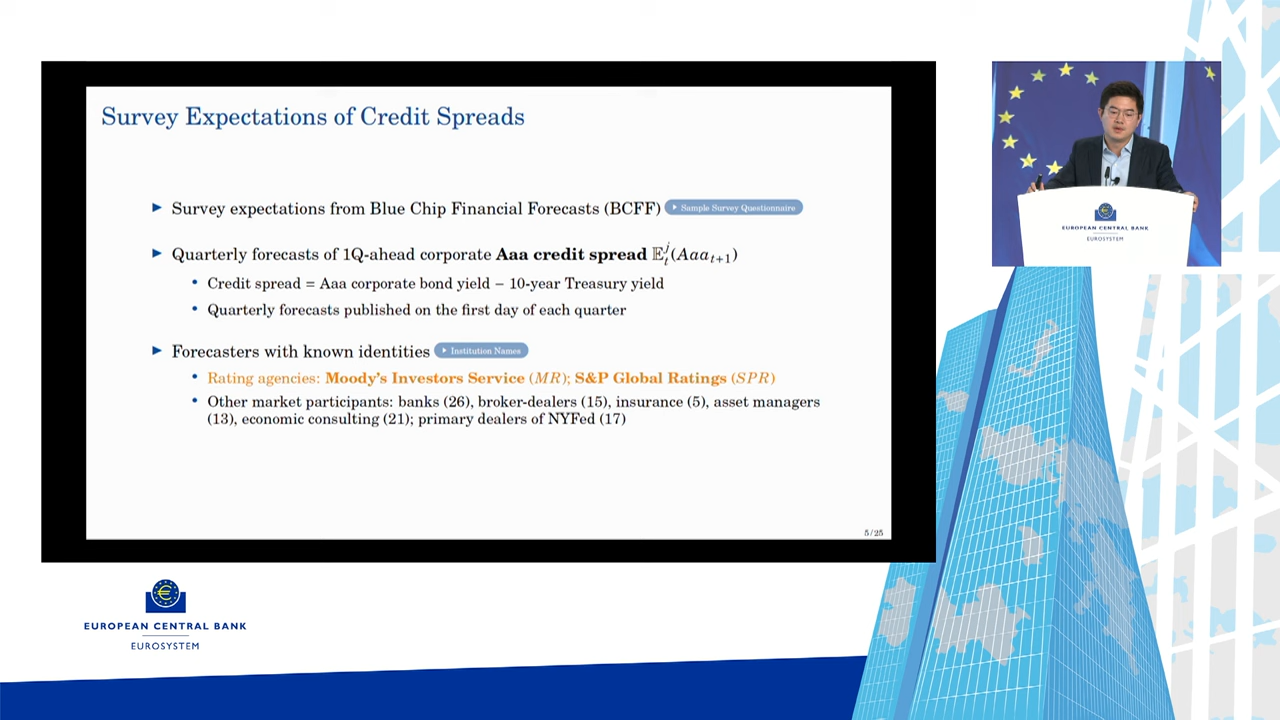 Survey Expectations of Credit Spreads
► Survey expectations from Blue Chip Financial Forecasts (BCFF) ► Sample Survey Questionnaire
► Quarterly forecasts of 1Q-ahead corporate Aaa credit spread 𝔼ⱼₜ(Aaaₜ₊₁)
• Credit spread = Aaa corporate bond yield − 10-year Treasury yield
• Quarterly forecasts published on the first day of each quarter
► Forecasters with known identities ► Institution Names
• Rating agencies: Moody's Investors Service (MR); S&P Global Ratings (SPR)
• Other market participants: banks (26), broker-dealers (15), insurance (5), asset managers
(13), economic consulting (21); primary dealers of NYFed (17)
5/25
EUROPEAN CENTRAL BANK
EUROSYSTEM
EUROPEAN CENTRAL BANK
EUROSYSTEM